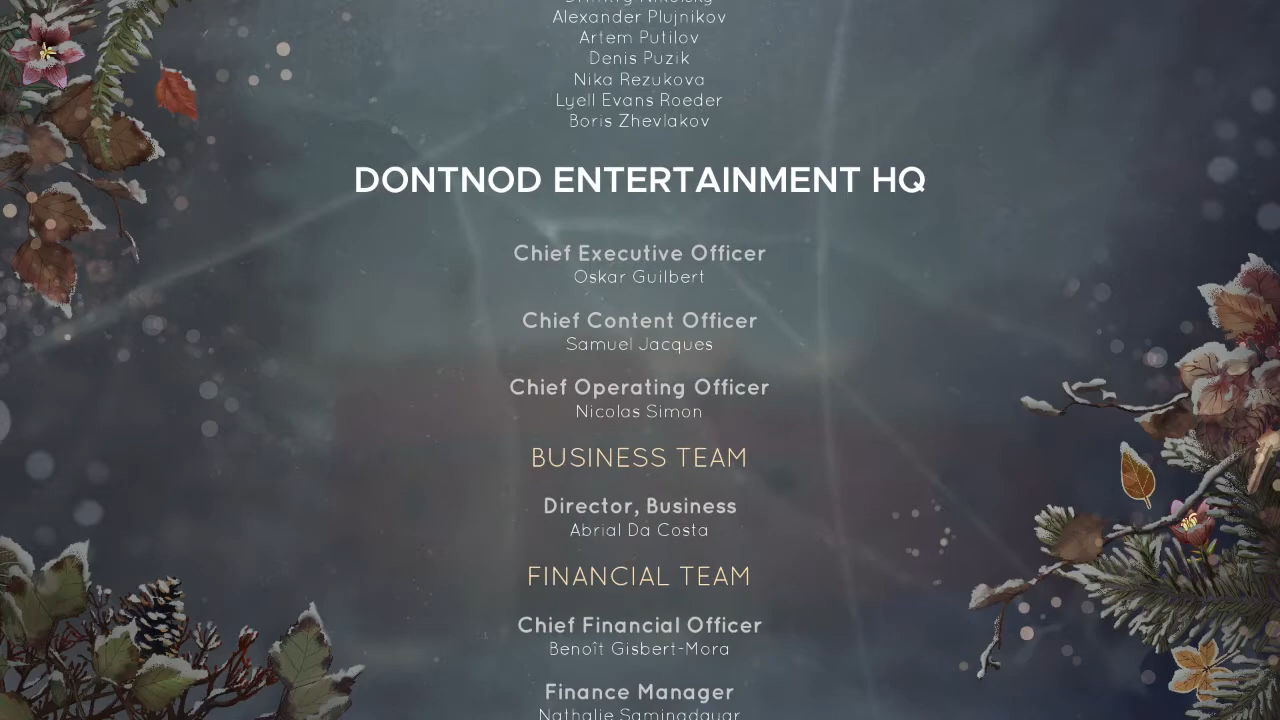 Alexander Plujnikov
Artem Putilov
Denis Puzik
Nika Rezukova
Lyell Evans Roeder
Boris Zhevlakov
DONTNOD ENTERTAINMENT HQ
Chief Executive Officer
Oskar Guilbert
Chief Content Officer
Samuel Jacques
Chief Operating Officer
Nicolas Simon
BUSINESS TEAM
Director, Business
Abrial Da Costa
FINANCIAL TEAM
Chief Financial Officer
Benoît Gisbert-Mora
Finance Manager
Nathalie